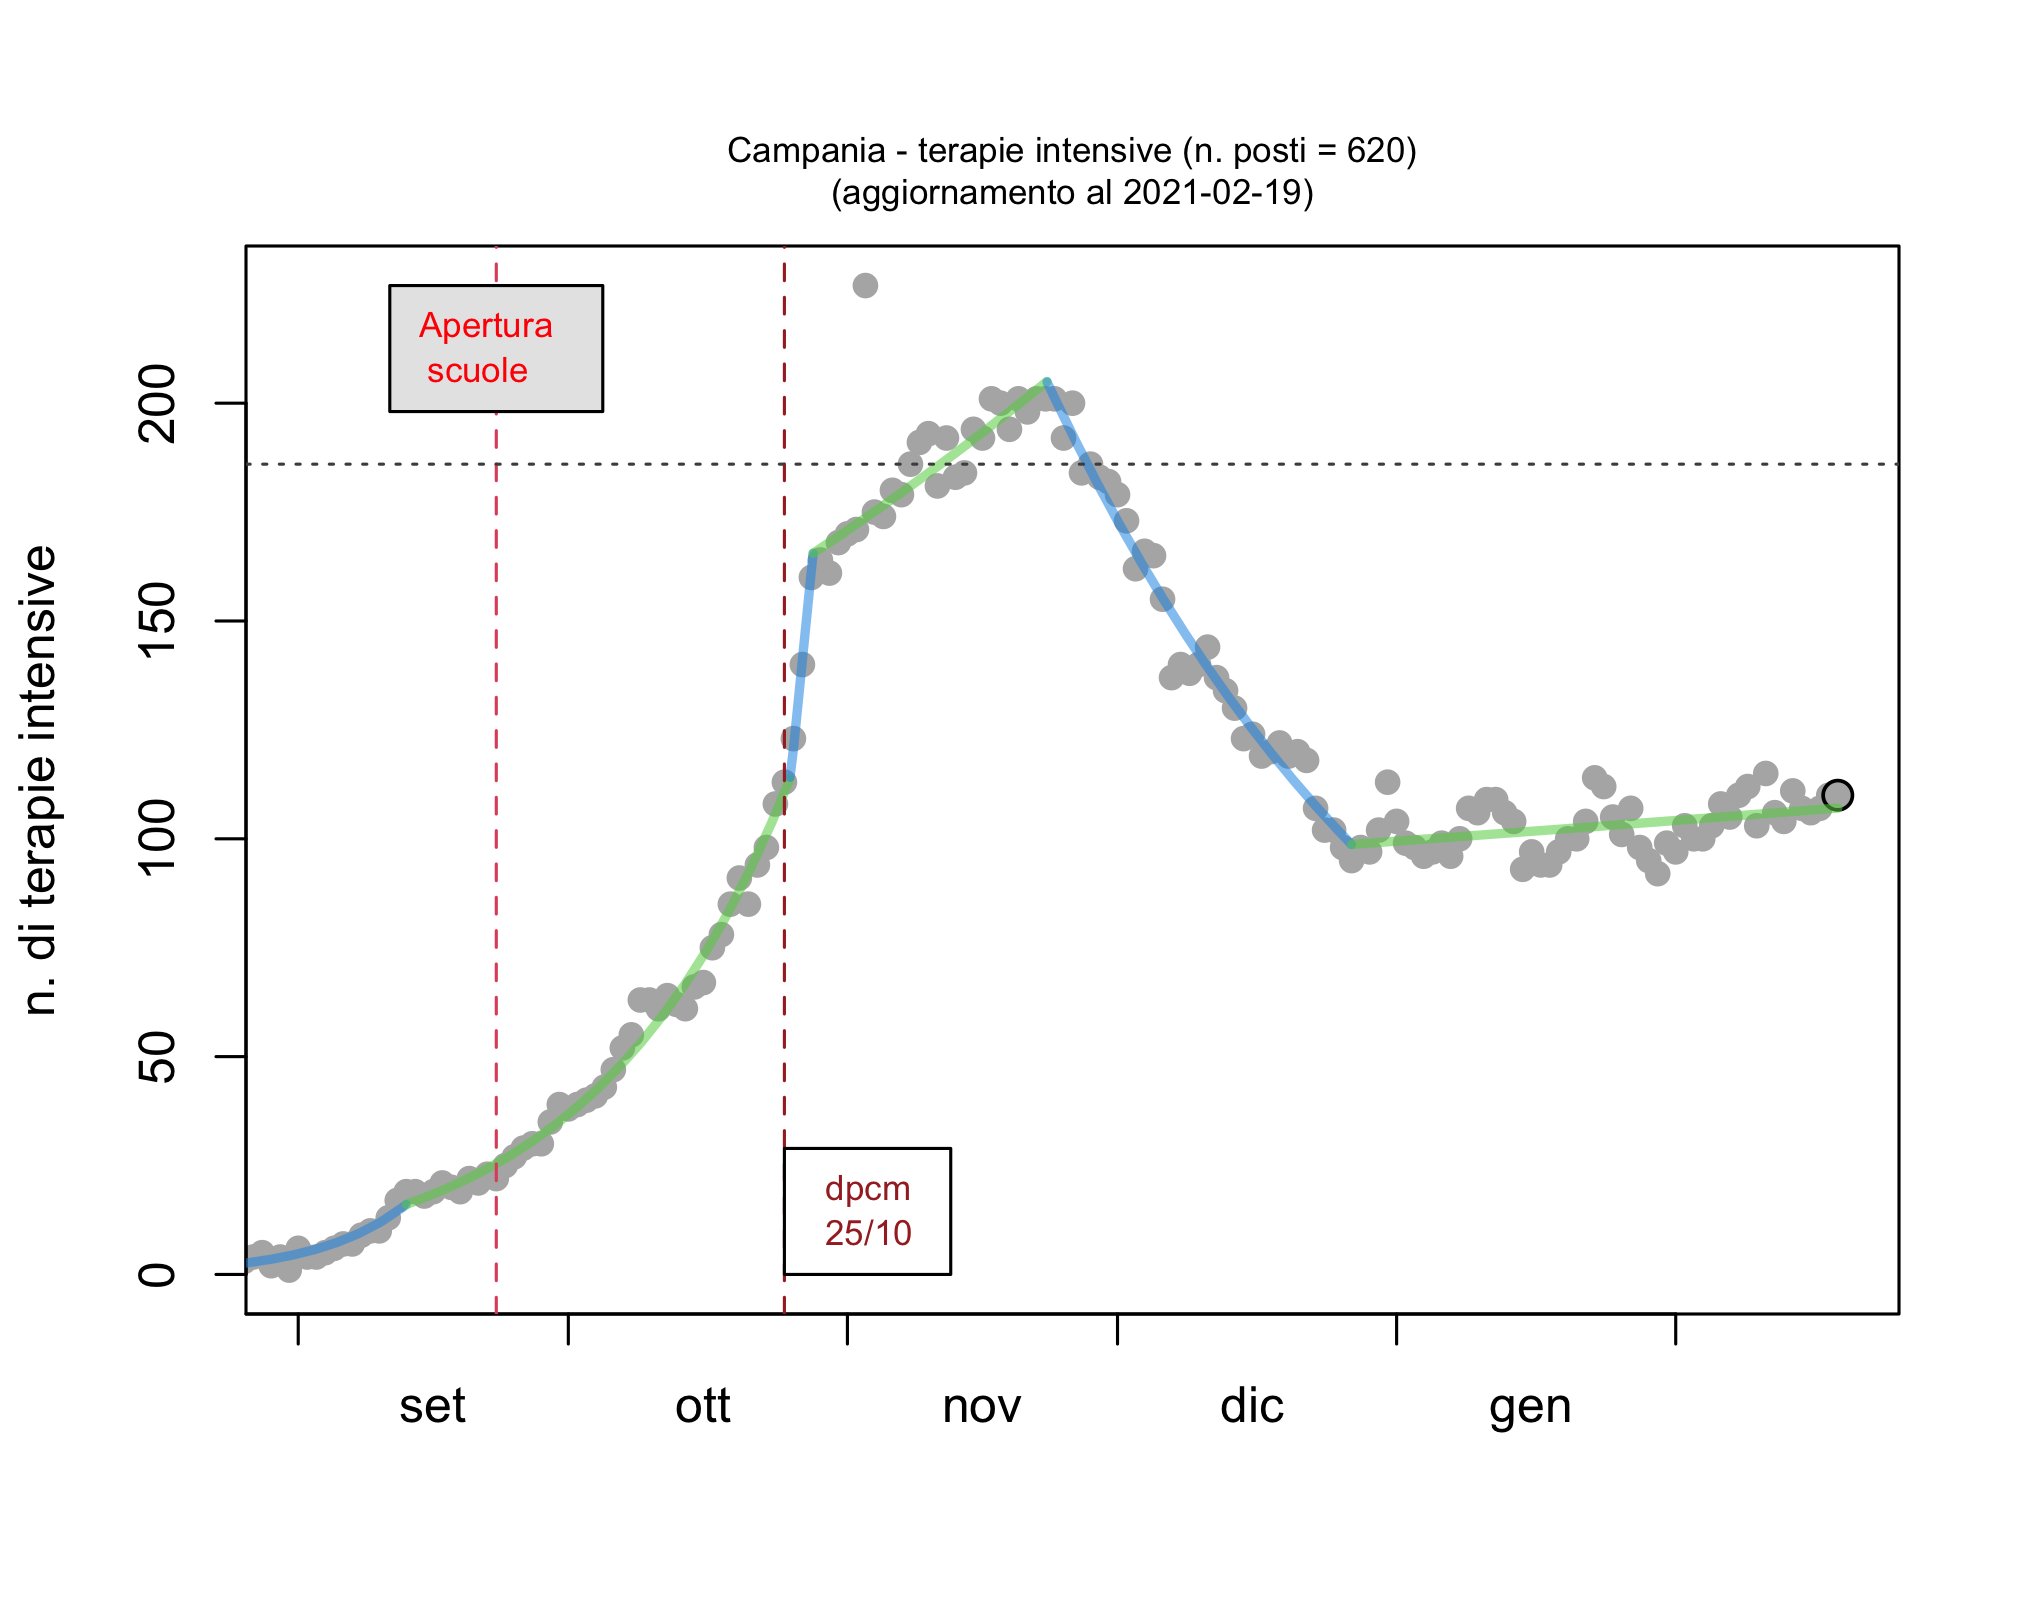 Campania - terapie intensive (n. posti = 620)
(aggiornamento al 2021-02-19)
Apertura
scuole
n. di terapie intensive
200
150
100
50
0
dpcm
25/10
set
ott
nov
dic
gen